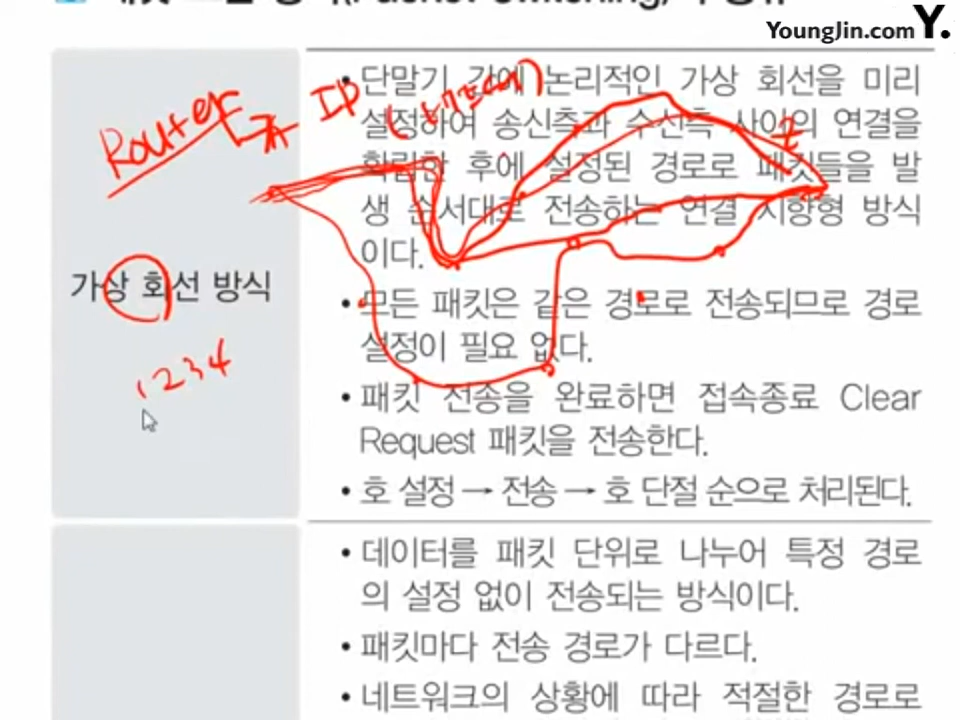 YoungJin.com Y.
Router
IP
가상 회선 방식
1234
• 단말기 간에 논리적인 가상 회선을 미리
설정하여 송신측과 수신측 사이의 연결을
확립한 후에 설정된 경로로 패킷들을 발
생 순서대로 전송하는 연결 지향형 방식
이다.
• 모든 패킷은 같은 경로로 전송되므로 경로
설정이 필요 없다.
• 패킷 전송을 완료하면 접속종료 Clear
Request 패킷을 전송한다.
• 호 설정 → 전송 → 호 단절 순으로 처리된다.
• 데이터를 패킷 단위로 나누어 특정 경로
의 설정 없이 전송되는 방식이다.
• 패킷마다 전송 경로가 다르다.
• 네트워크의 상황에 따라 적절한 경로로